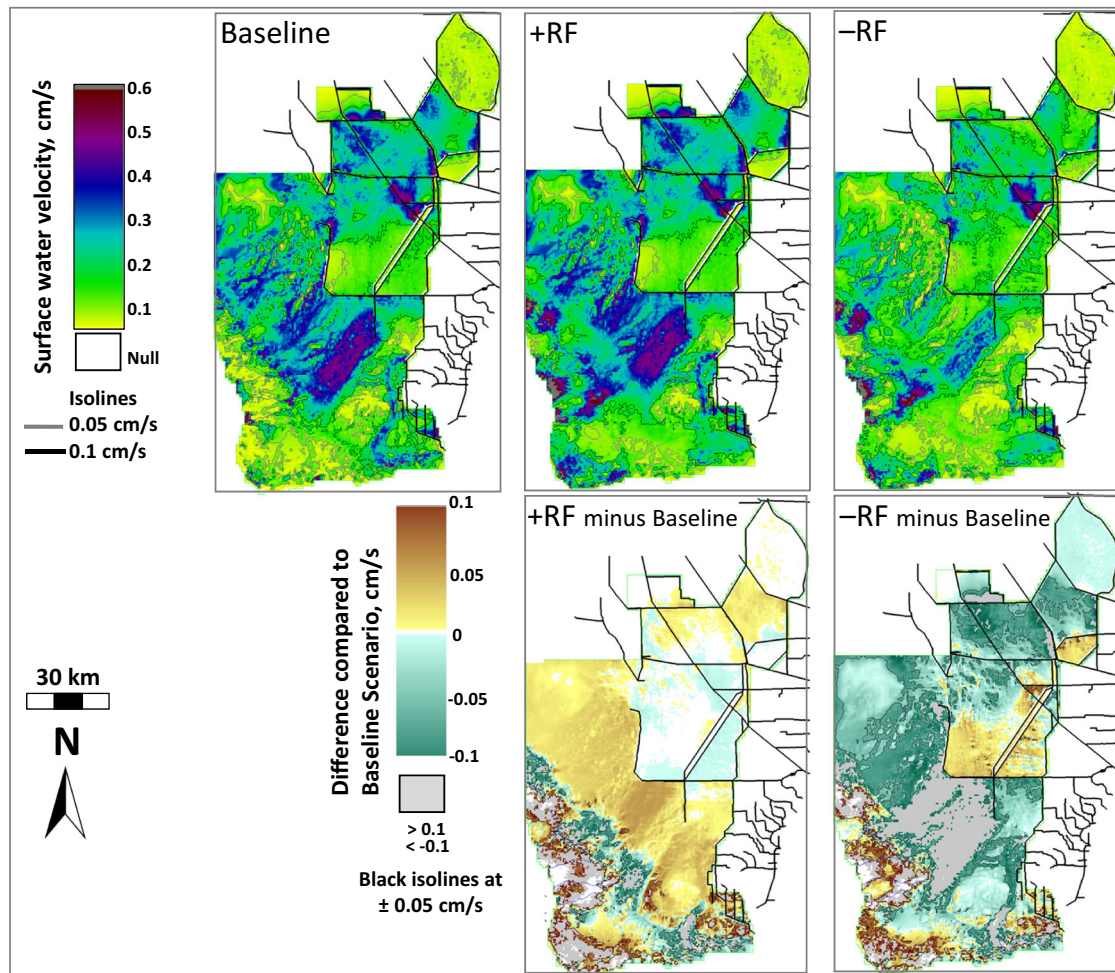 Baseline
+RF
–RF
Surface water velocity, cm/s
0.6
0.5
0.4
0.3
0.2
0.1
Null
Isolines
0.05 cm/s
0.1 cm/s
+RF minus Baseline
–RF minus Baseline
Difference compared to
Baseline Scenario, cm/s
0.1
0.05
0
-0.05
-0.1
> 0.1
< -0.1
Black isolines at
± 0.05 cm/s
30 km
N